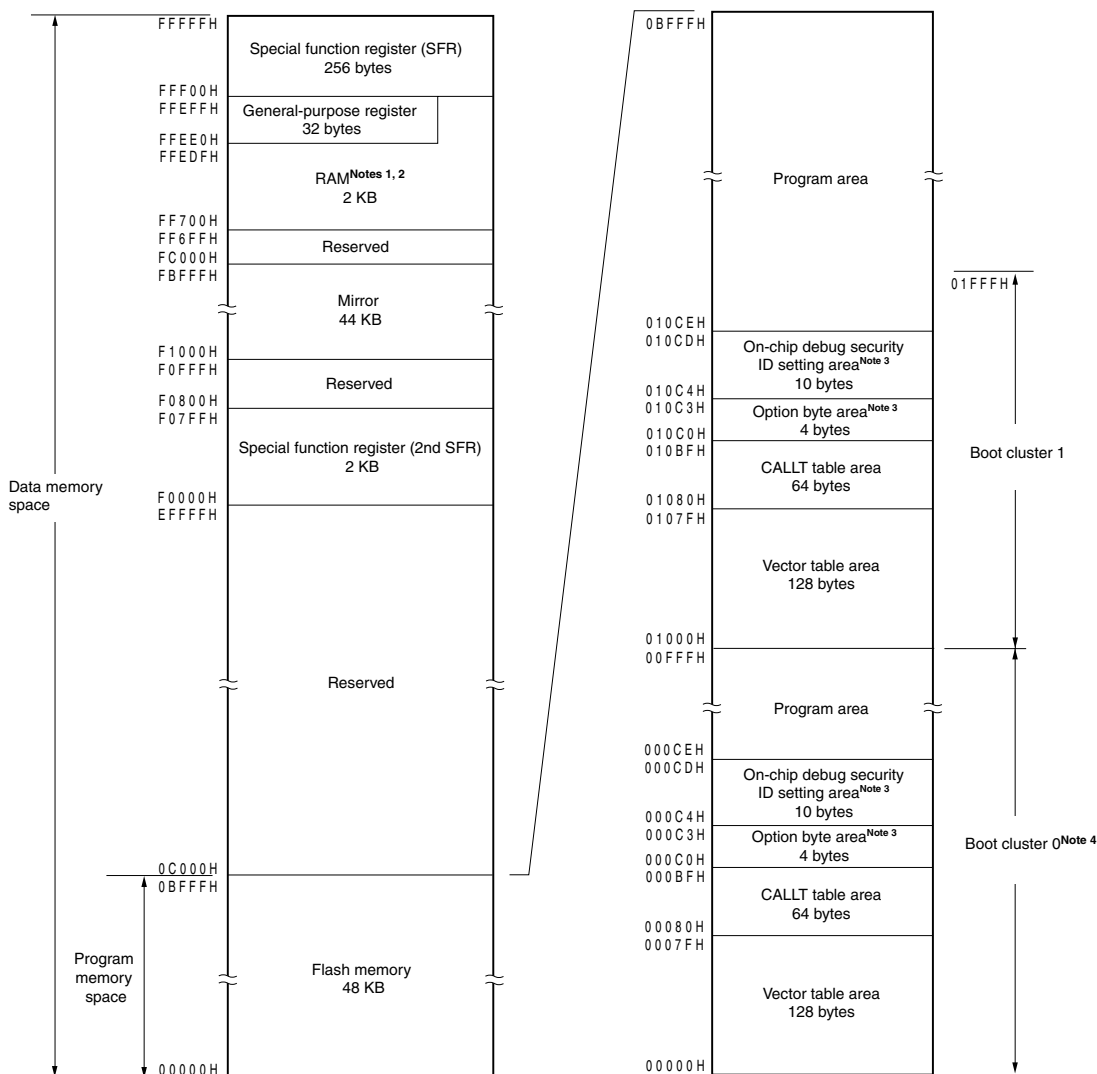 FFFFFH
Special function register (SFR)
256 bytes
FFF00H
FFEFFH
General-purpose register
32 bytes
FFEE0H
FFEDFH
RAMNotes 1, 2
2 KB
FF700H
FF6FFH
Reserved
FC000H
FBFFFH
Mirror
44 KB
F1000H
F0FFFH
Reserved
F0800H
F07FFH
Special function register (2nd SFR)
2 KB
Data memory
space
F0000H
EFFFFH
Reserved
0C000H
0BFFFH
Program
memory
space
Flash memory
48 KB
00000H
0BFFFH
Program area
01FFFH
010CEH
010CDH
On-chip debug security
ID setting areaNote 3
10 bytes
010C4H
010C3H
Option byte areaNote 3
4 bytes
010C0H
010BFH
Boot cluster 1
CALLT table area
64 bytes
01080H
0107FH
Vector table area
128 bytes
01000H
00FFFH
Program area
000CEH
000CDH
On-chip debug security
ID setting areaNote 3
10 bytes
000C4H
000C3H
Option byte areaNote 3
4 bytes
Boot cluster 0Note 4
000C0H
000BFH
CALLT table area
64 bytes
00080H
0007FH
Vector table area
128 bytes
00000H